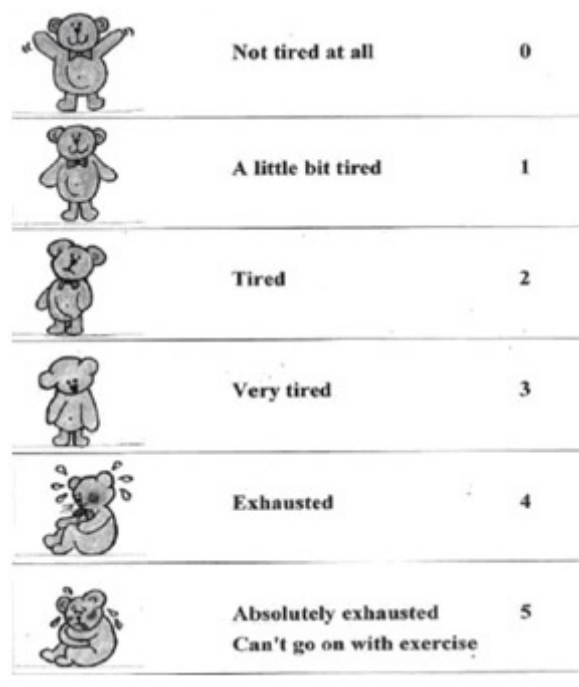 Not tired at all 0
A little bit tired 1
Tired 2
Very tired 3
Exhausted 4
Absolutely exhausted 5
Can't go on with exercise